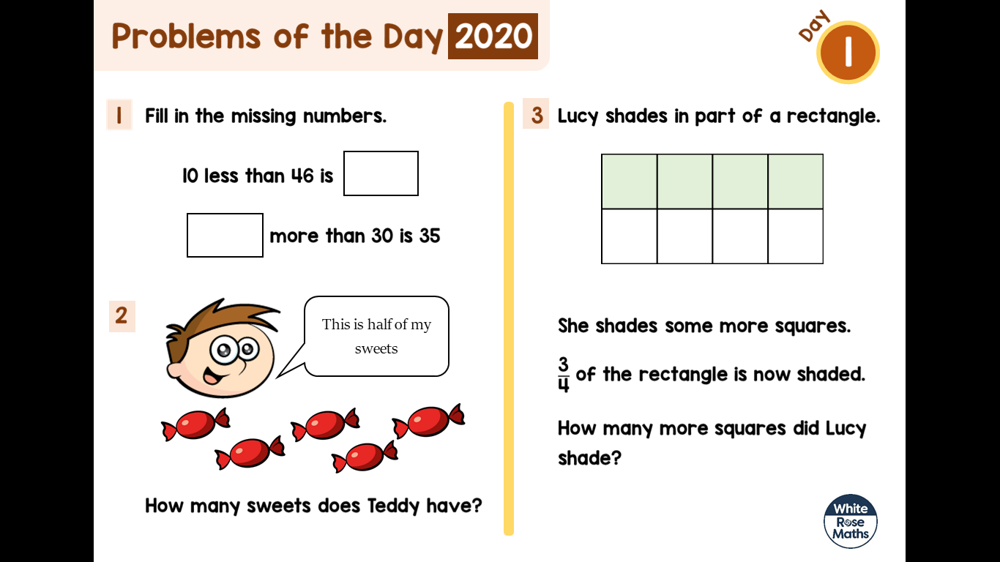 Problems of the Day 2020
Day
1
1 Fill in the missing numbers.
10 less than 46 is
more than 30 is 35
2
This is half of my
sweets
How many sweets does Teddy have?
3 Lucy shades in part of a rectangle.
She shades some more squares.
3/4 of the rectangle is now shaded.
How many more squares did Lucy
shade?
White
Rose
Maths